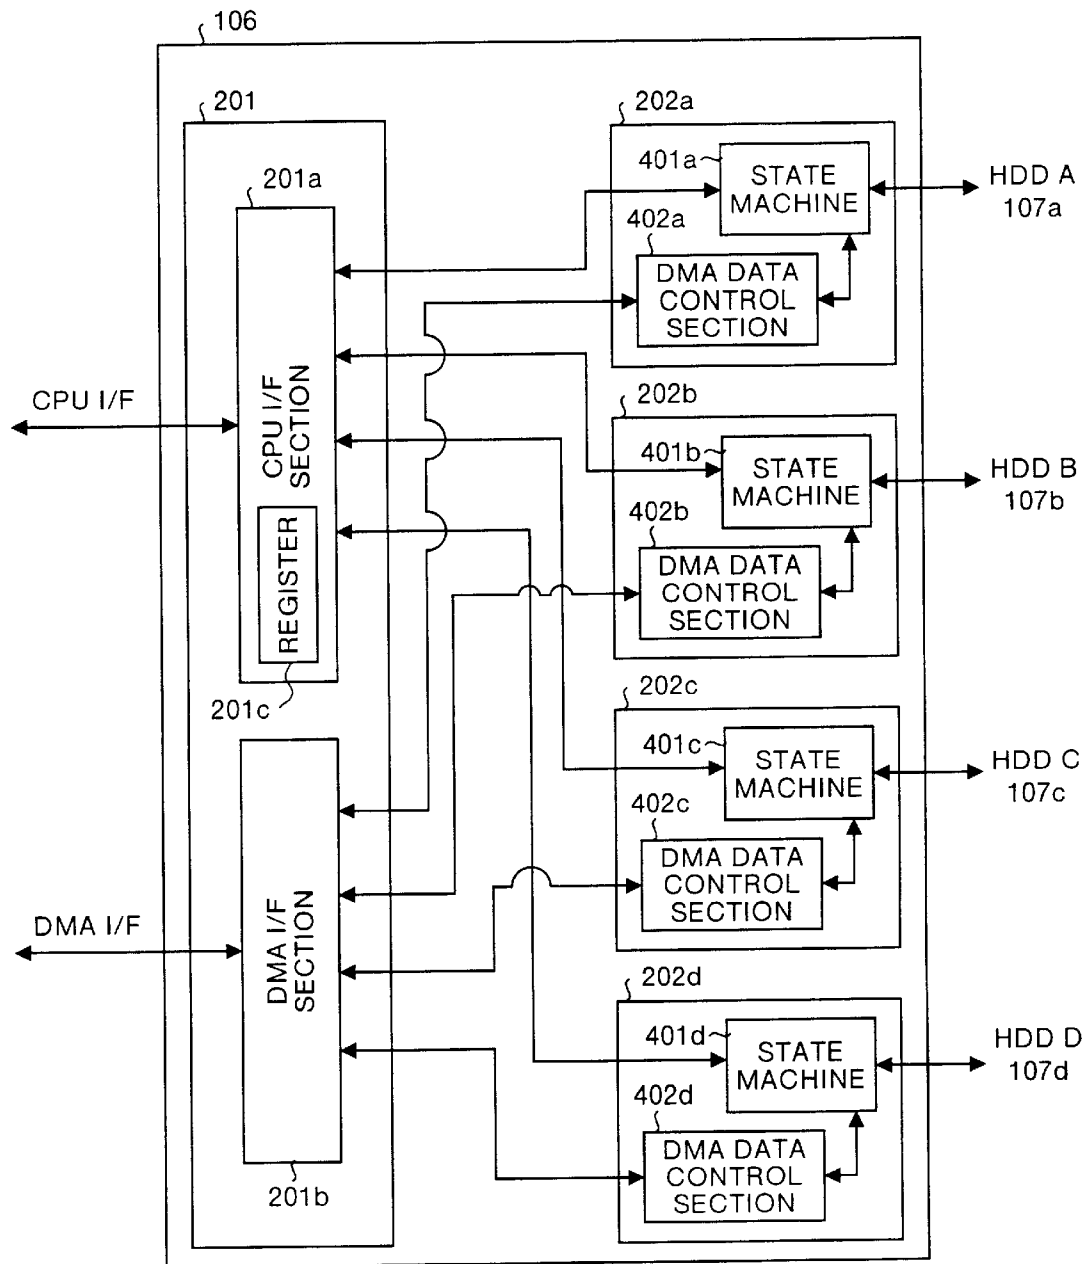 106
201
201a
CPU I/F
SECTION
REGISTER
201c
CPU I/F
DMA I/F
DMA I/F
SECTION
201b
202a
401a
STATE
MACHINE
402a
DMA DATA
CONTROL
SECTION
HDD A
107a
202b
401b
STATE
MACHINE
402b
DMA DATA
CONTROL
SECTION
HDD B
107b
202c
401c
STATE
MACHINE
402c
DMA DATA
CONTROL
SECTION
HDD C
107c
202d
401d
STATE
MACHINE
402d
DMA DATA
CONTROL
SECTION
HDD D
107d